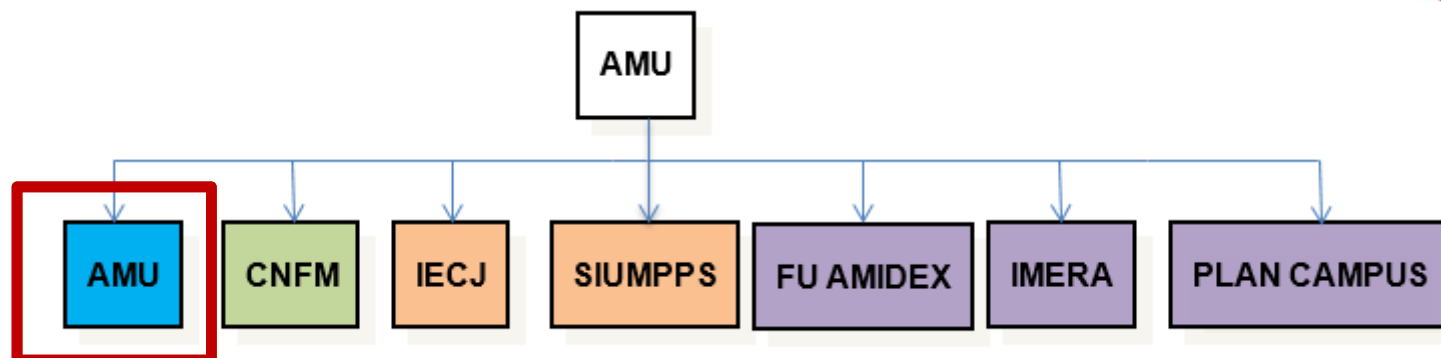 AMU
AMU
CNFM
IECJ
SIUMPPS
FU AMIDEX
IMERA
PLAN CAMPUS